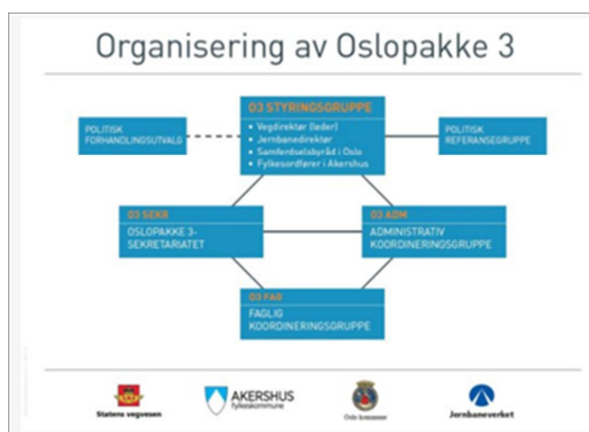 Organisering av Oslopakke 3
O3 STYRINGSGRUPPE
• Vegdirektør (leder)
• Jernbanedirektør
• Samferdselsbyråd i Oslo
• Fylkesordfører i Akershus
POLITISK
FORHANDLINGSUTVALG
POLITISK
REFERANSEGRUPPE
O3 SEKR
OSLOPAKKE 3-
SEKRETARIATET
O3 ADM
ADMINISTRATIV
KOORDINERINGSGRUPPE
O3 FAG
FAGLIG
KOORDINERINGSGRUPPE
Statens vegvesen
AKERSHUS
fylkeskommune
Oslo kommune
Jernbaneverket